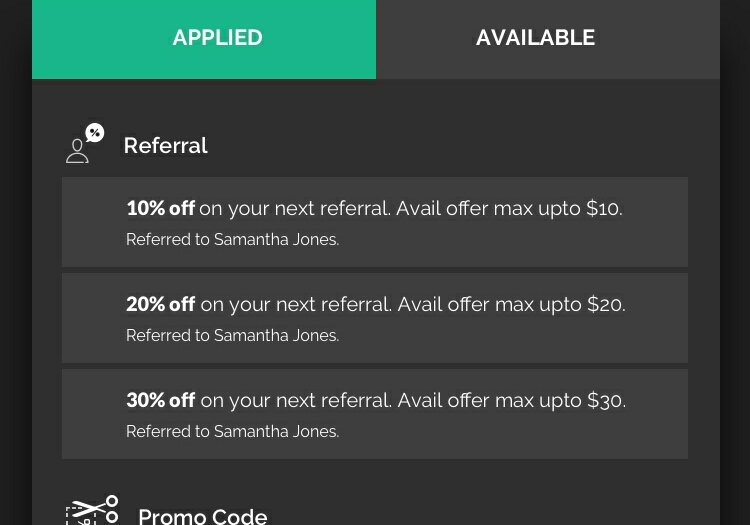 APPLIED
AVAILABLE
%
Referral
10% off on your next referral. Avail offer max upto $10.
Referred to Samantha Jones.
20% off on your next referral. Avail offer max upto $20.
Referred to Samantha Jones.
30% off on your next referral. Avail offer max upto $30.
Referred to Samantha Jones.
%
Promo Code